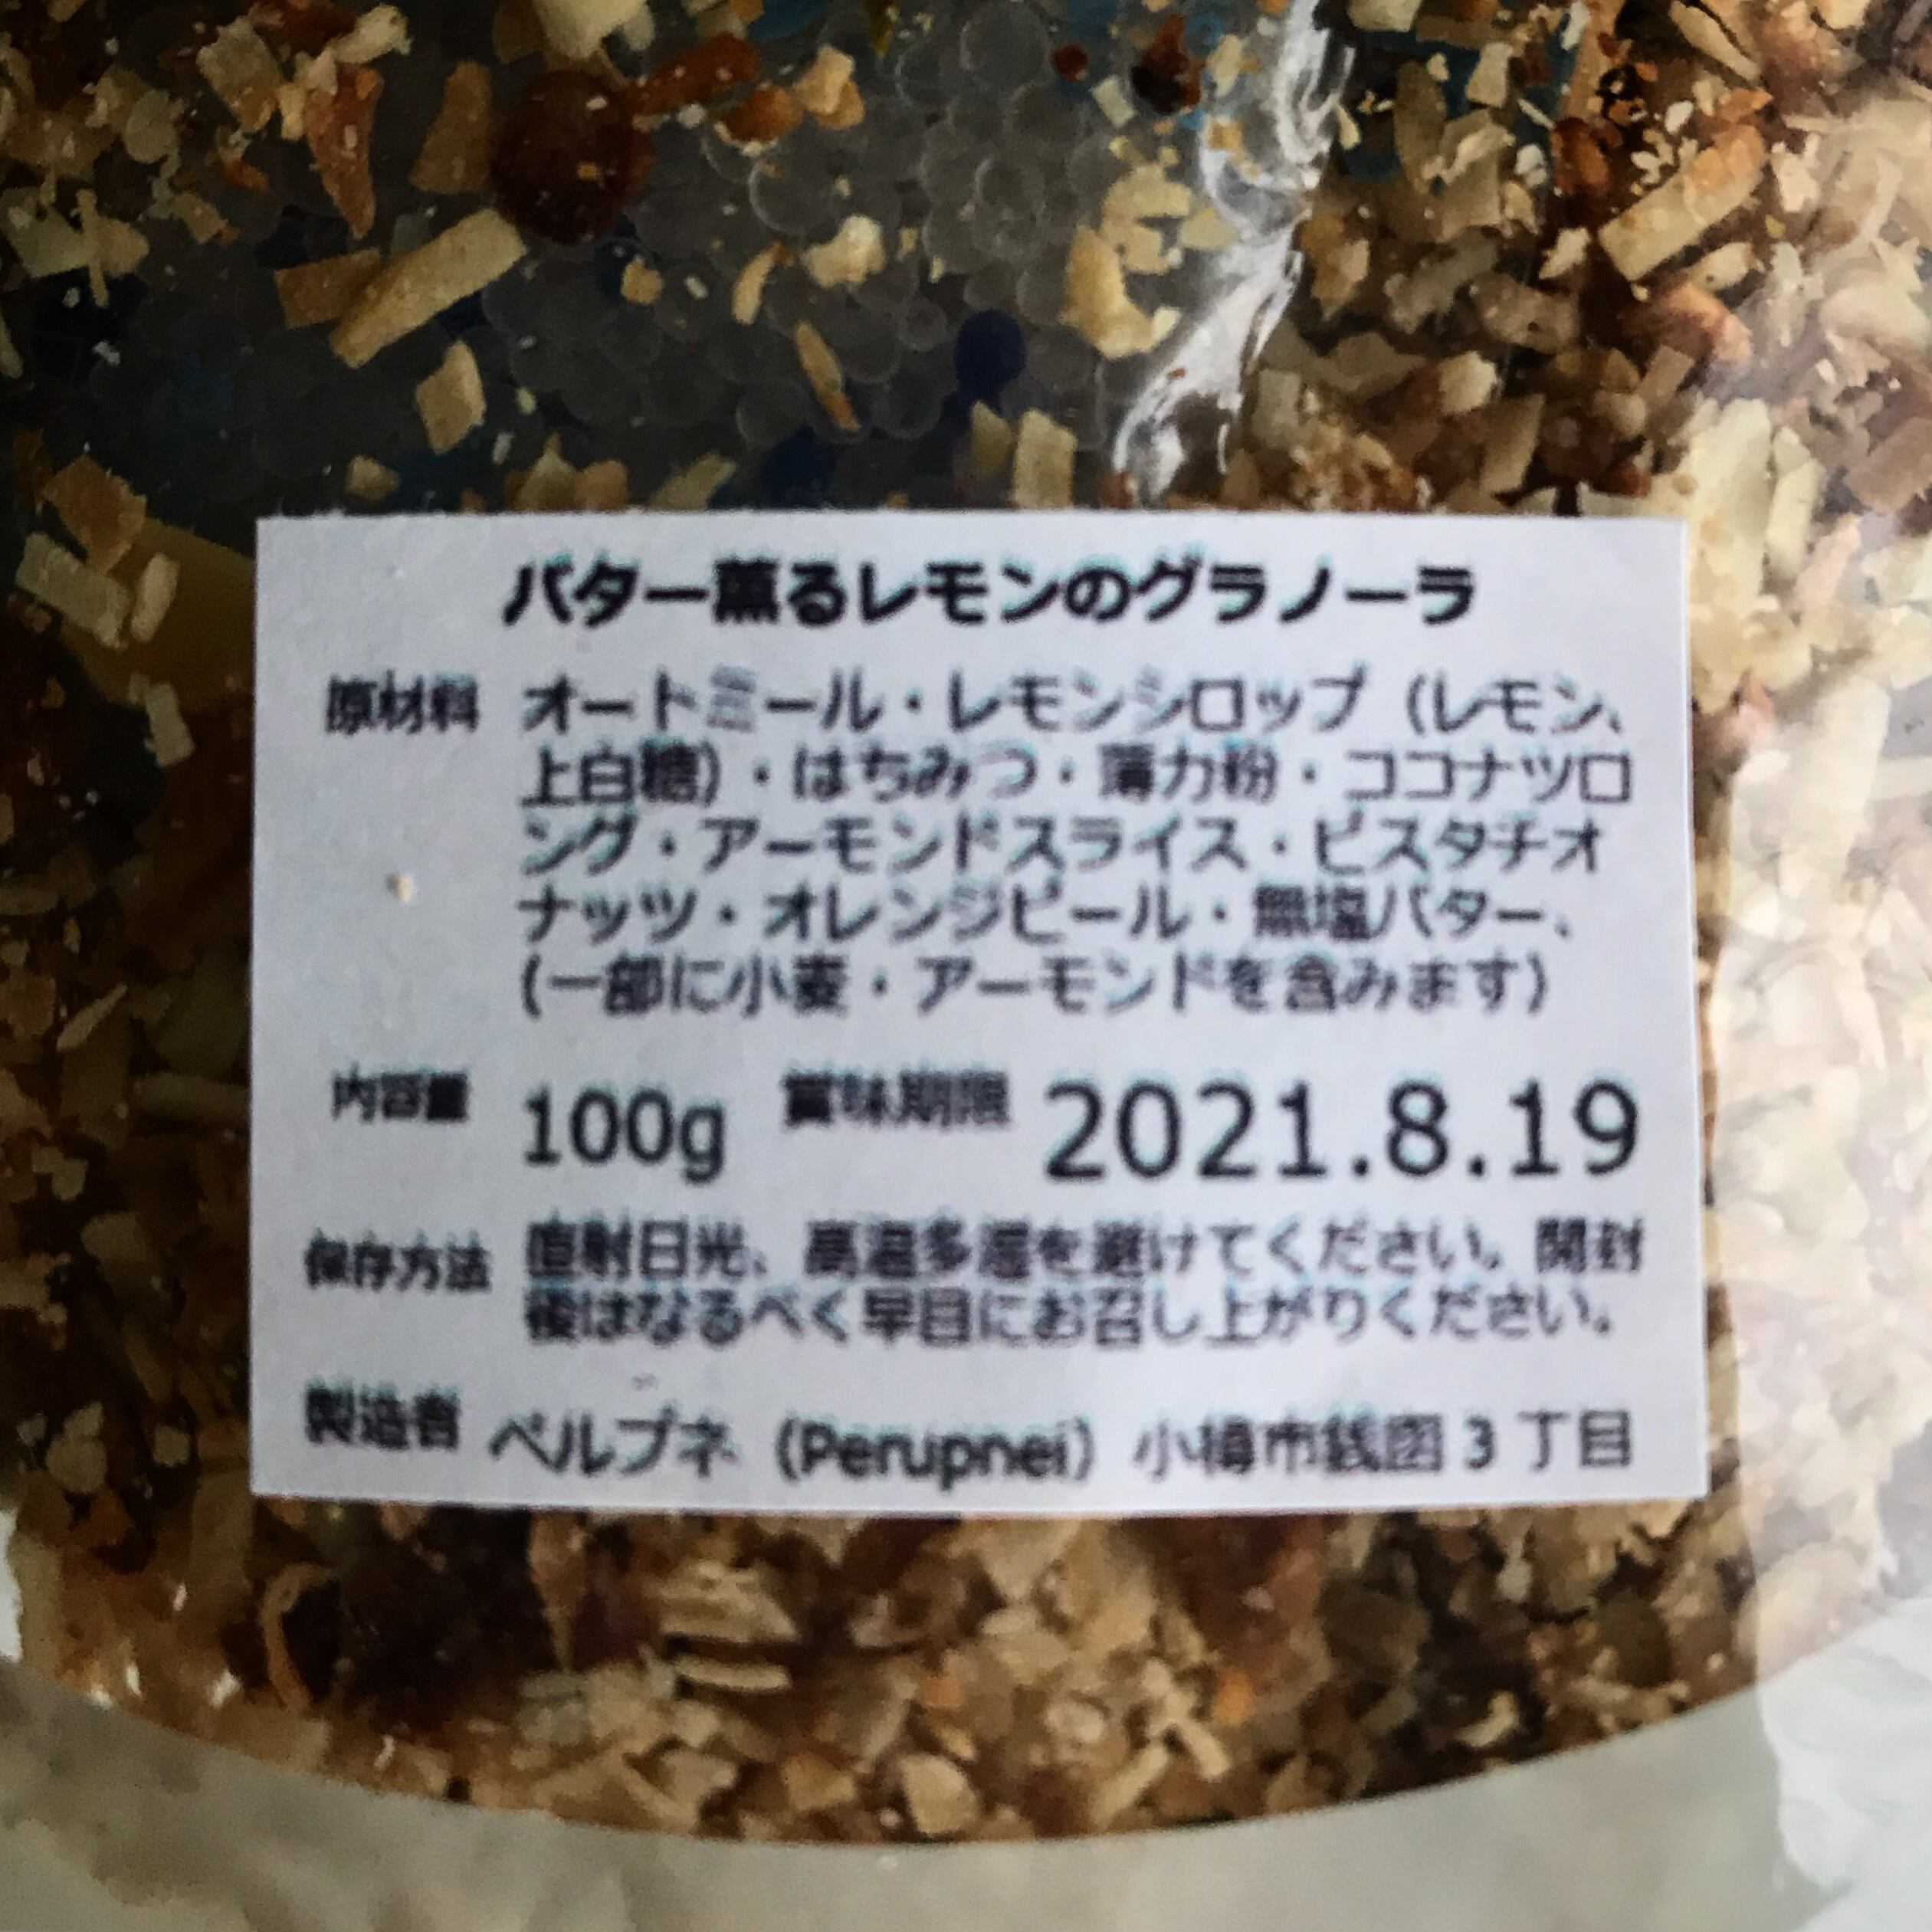 バター薫るレモンのグラノーラ
原材料 オートミール・レモンシロップ（レモン、
上白糖）・はちみつ・薄力粉・ココナツロ
ング・アーモンドスライス・ピスタチオ
ナッツ・オレンジピール・無塩バター、
（一部に小麦・アーモンドを含みます）
内容量 100g 賞味期限 2021.8.19
保存方法 直射日光、高温多湿を避けてください。開封
後はなるべく早目にお召し上がりください。
製造者 ペルプネ（Perupnei）小樽市銭函３丁目